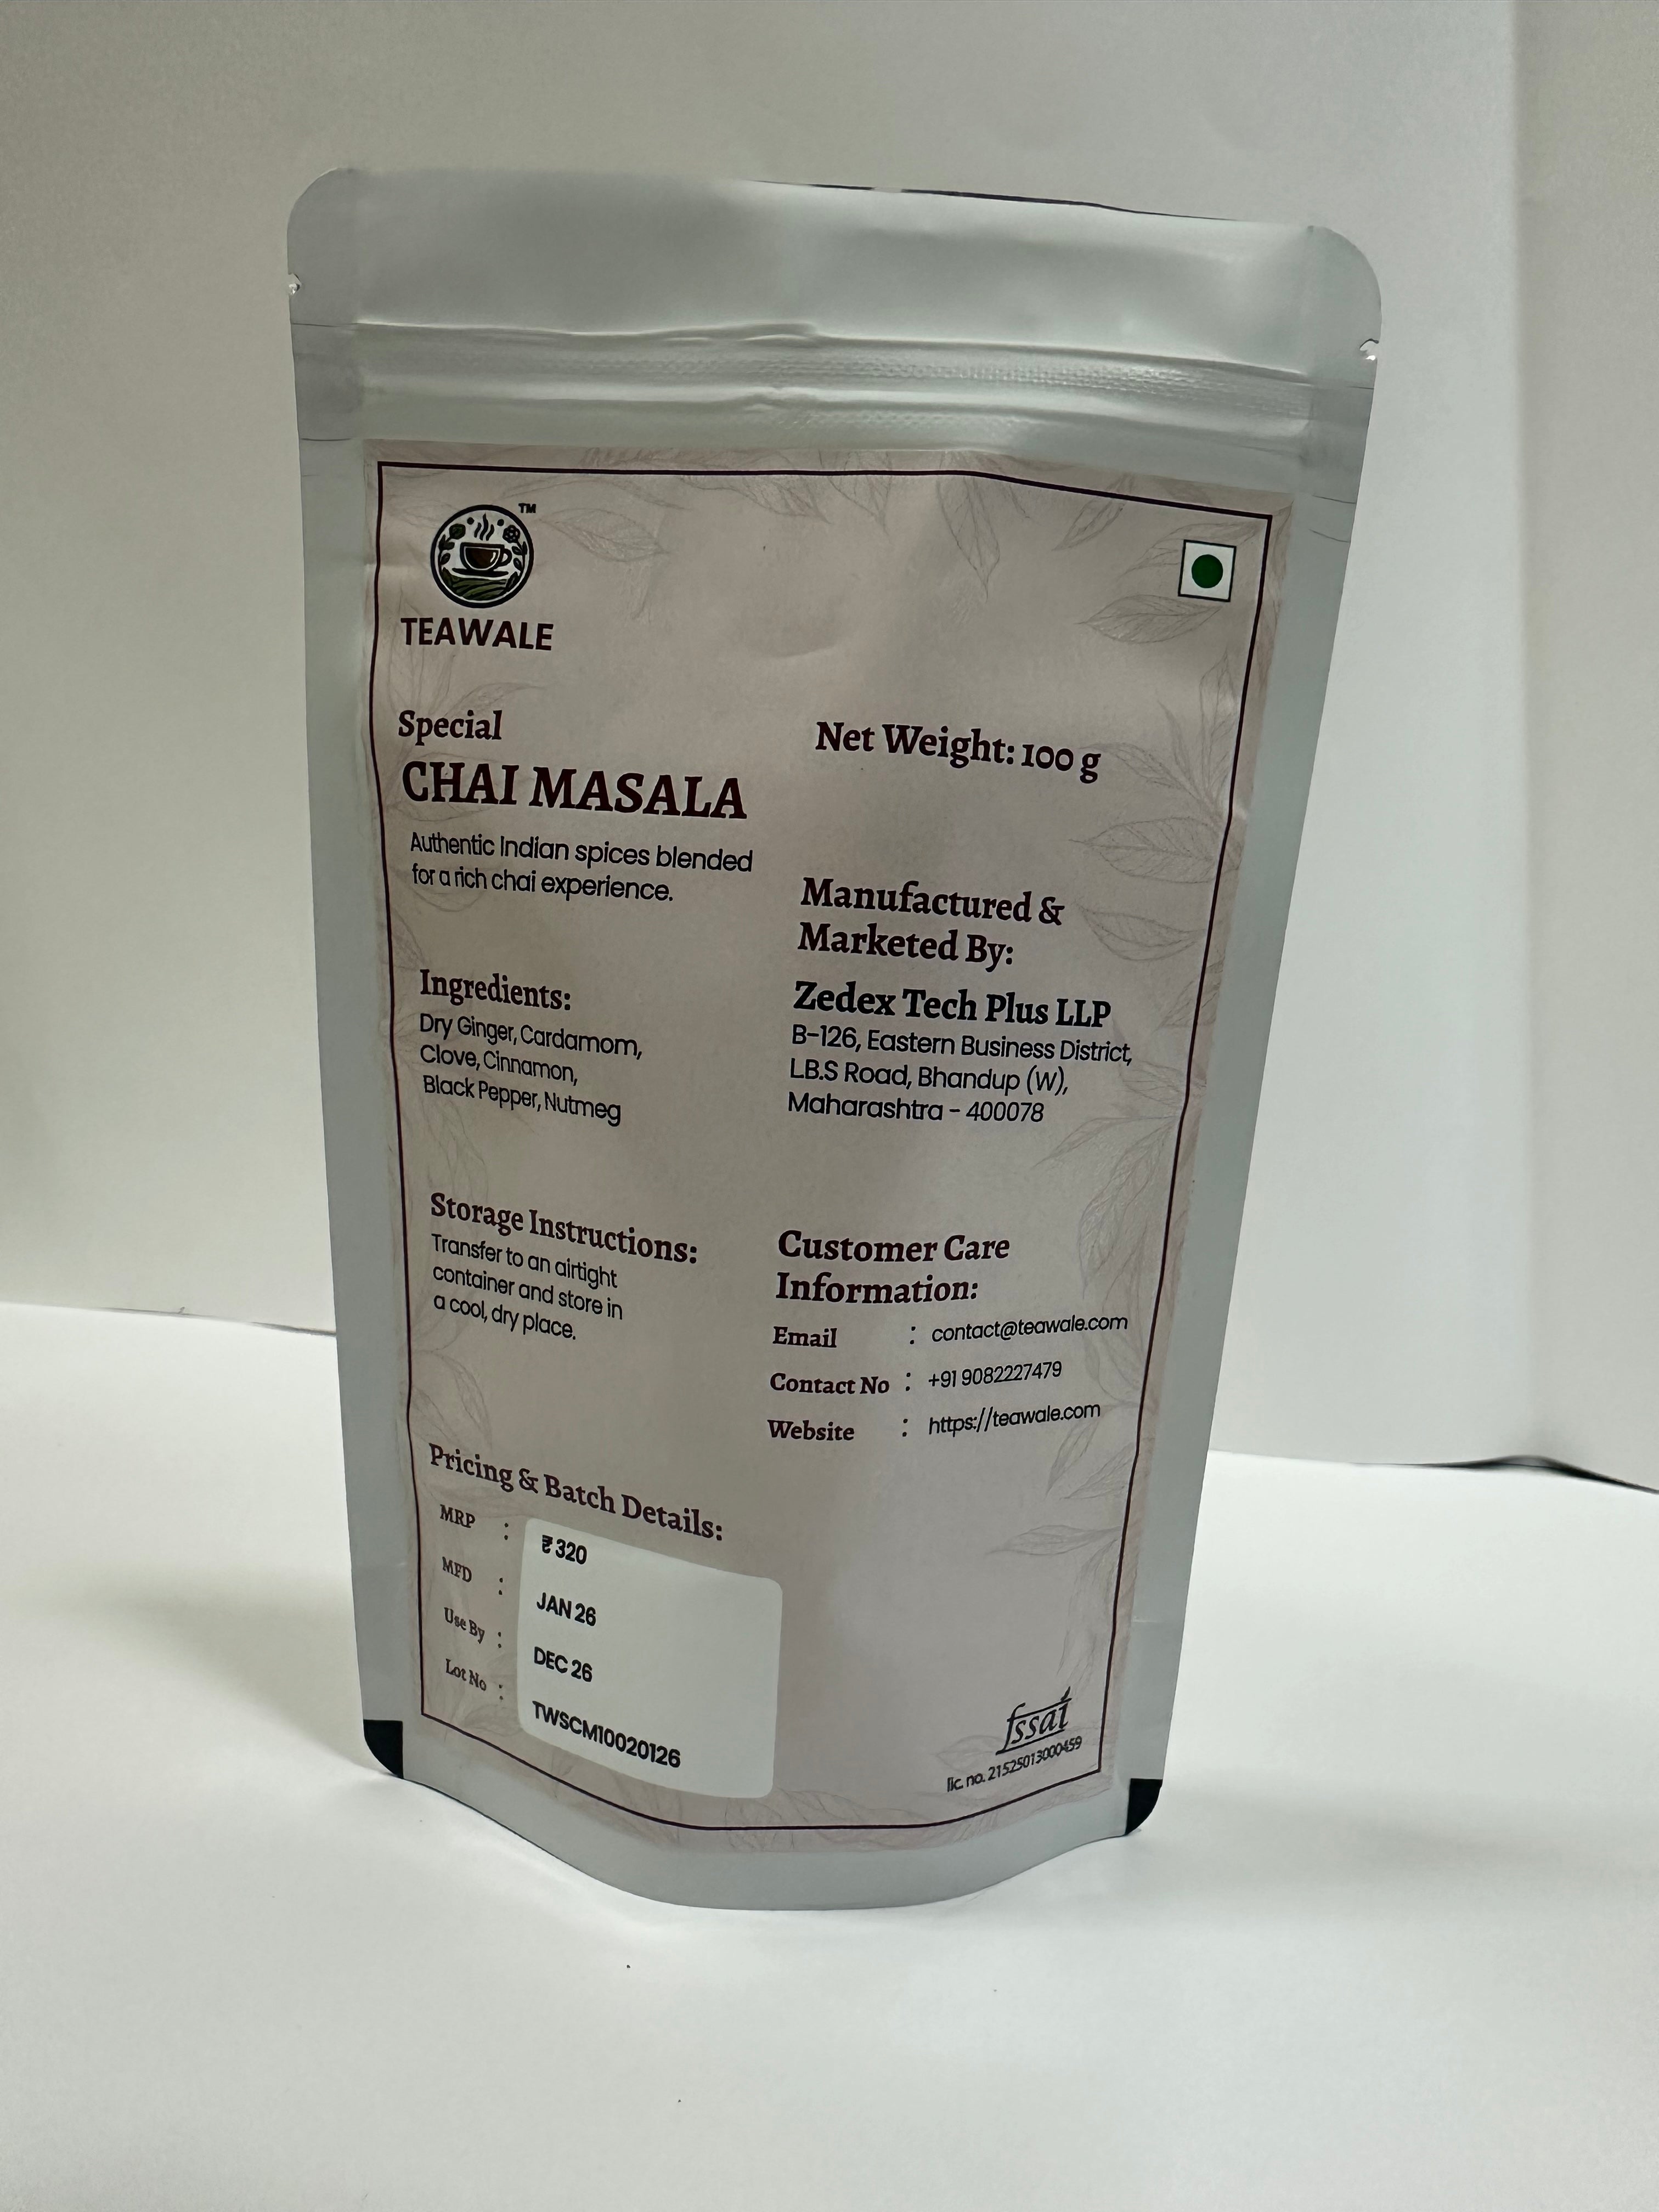 TM
TEAWALE
Special
CHAI MASALA
Authentic Indian spices blended
for a rich chai experience.
Net Weight: 100 g
Ingredients:
Dry Ginger, Cardamom,
Clove, Cinnamon,
Black Pepper, Nutmeg
Manufactured &
Marketed By:
Zedex Tech Plus LLP
B-126, Eastern Business District,
L.B.S Road, Bhandup (W),
Maharashtra - 400078
Storage Instructions:
Transfer to an airtight
container and store in
a cool, dry place.
Customer Care
Information:
Email : contact@teawale.com
Contact No : +91 9082227479
Website : https://teawale.com
Pricing & Batch Details:
MRP : ₹ 320
MFD : JAN 26
Use By : DEC 26
Lot No : TWSCM10020126
fssai
lic. no. 21525013000459